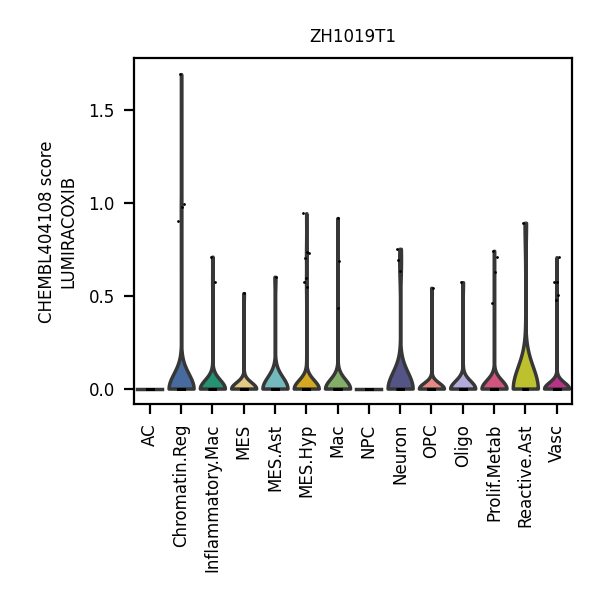 ZH1019T1
CHEMBL404108 score
LUMIRACOXIB
1.5
1.0
0.5
0.0
AC
Chromatin.Reg
Inflammatory.Mac
MES
MES.Ast
MES.Hyp
Mac
NPC
Neuron
OPC
Oligo
Prolif.Metab
Reactive.Ast
Vasc